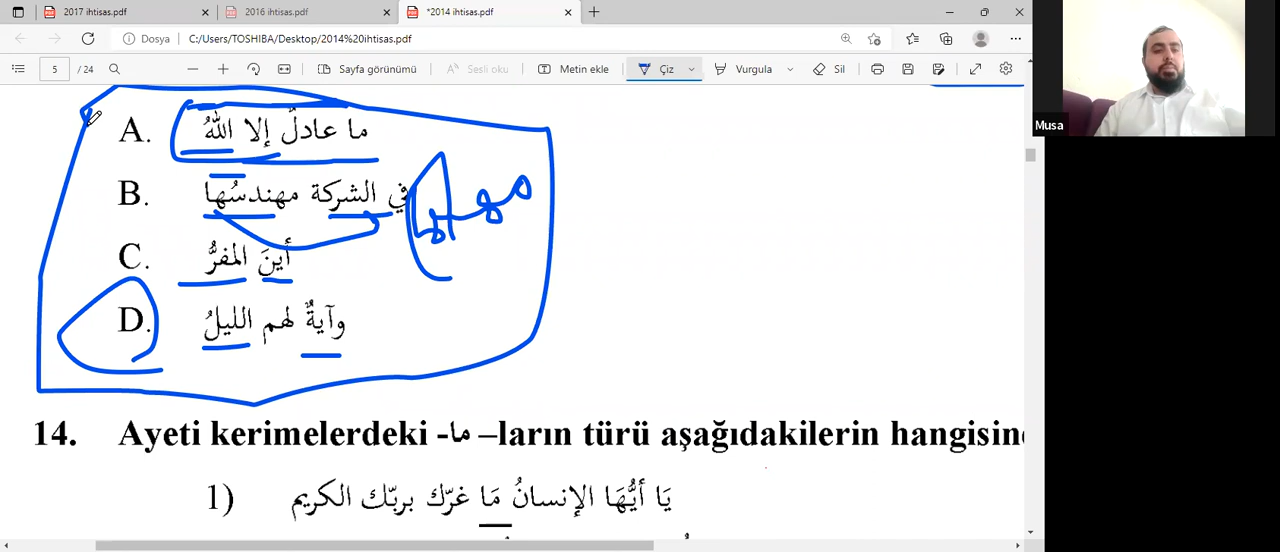 2017 ihtisas.pdf
2016 ihtisas.pdf
*2014 ihtisas.pdf
Dosya
C:/Users/TOSHIBA/Desktop/2014%20ihtisas.pdf
5
/ 24
Sayfa görünümü
Sesli oku
Metin ekle
Çiz
Vurgula
Sil
Musa
A. ما عادلٌ إلا اللهُ
B. في الشركة مهندسُها
C. أينَ المفرُّ
D. وآيةٌ لهم الليلُ
14. Ayeti kerimelerdeki -ما –ların türü aşağıdakilerin hangisin
1) يَا أيُّهَا الإنسانُ مَا غرّك بربّك الكريم